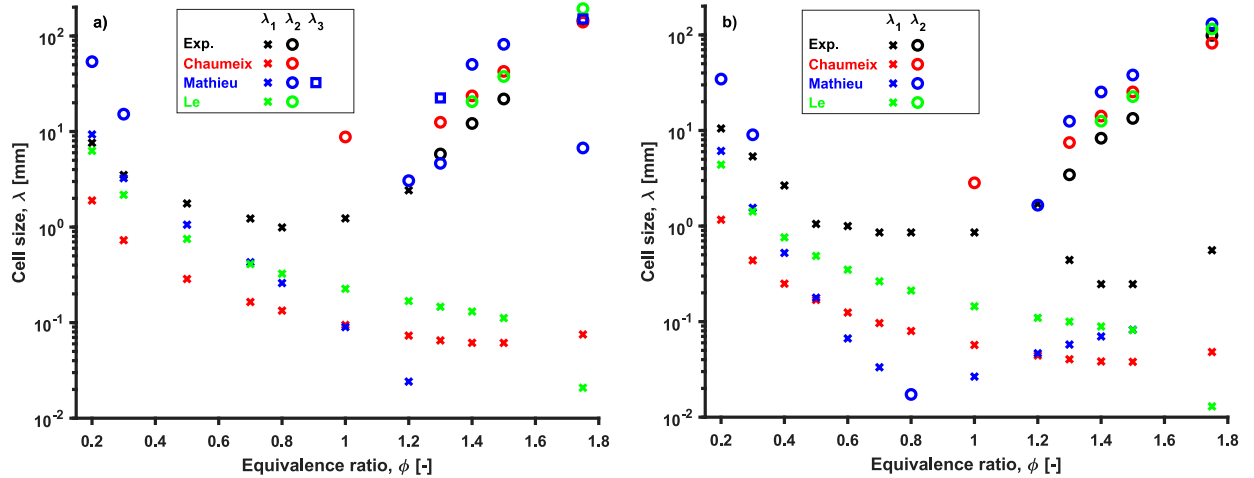 a)
λ1 λ2 λ3
Exp.
Chaumeix
Mathieu
Le
10^2
10^1
10^0
10^-1
10^-2
Cell size, λ [mm]
0.2 0.4 0.6 0.8 1 1.2 1.4 1.6 1.8
Equivalence ratio, ϕ [-]
b)
λ1 λ2
Exp.
Chaumeix
Mathieu
Le
10^2
10^1
10^0
10^-1
10^-2
Cell size, λ [mm]
0.2 0.4 0.6 0.8 1 1.2 1.4 1.6 1.8
Equivalence ratio, ϕ [-]